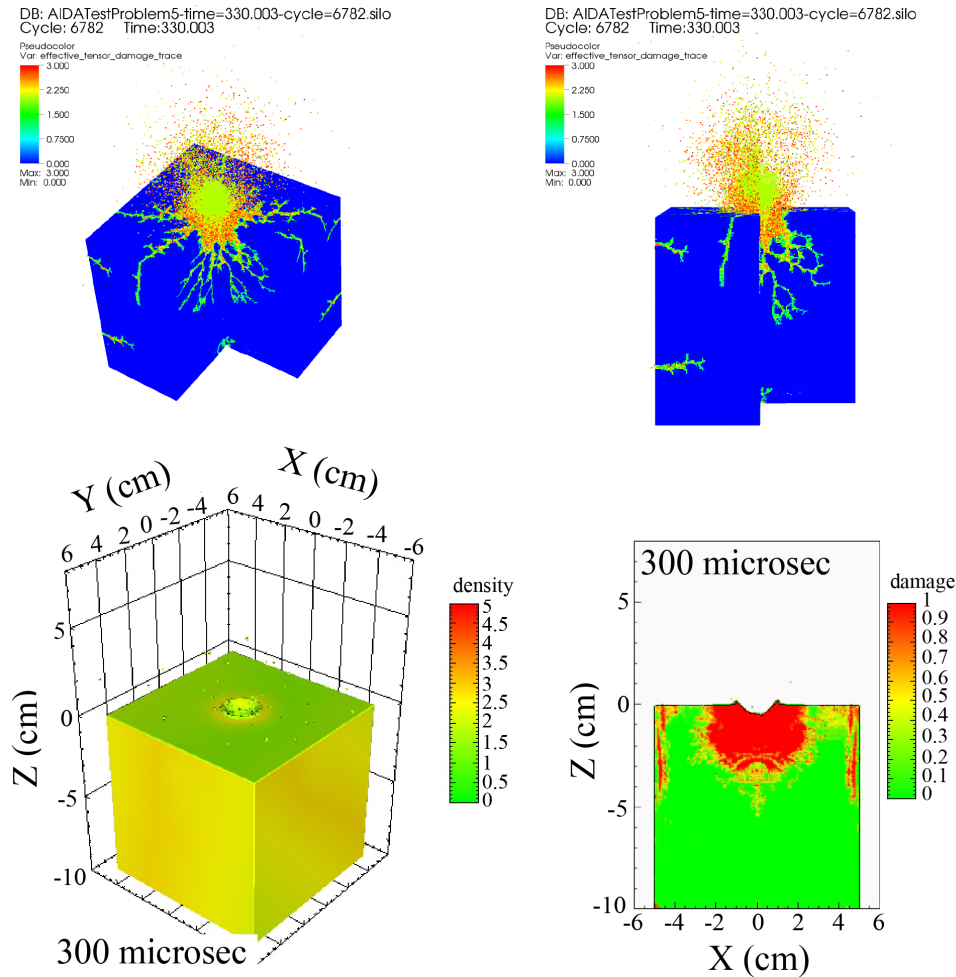 DB: AIDATestProblem5-time=330.003-cycle=6782.silo
Cycle: 6782 Time:330.003
Pseudocolor
Var: effective_tensor_damage_trace
3.000
2.250
1.500
0.7500
0.000
Max: 3.000
Min: 0.000
DB: AIDATestProblem5-time=330.003-cycle=6782.silo
Cycle: 6782 Time:330.003
Pseudocolor
Var: effective_tensor_damage_trace
3.000
2.250
1.500
0.7500
0.000
Max: 3.000
Min: 0.000
Y (cm)
X (cm)
6 4 2 0 -2 -4 6 4 2 0 -2 -4 -6
5
0
-5
-10
Z (cm)
density
5
4.5
4
3.5
3
2.5
2
1.5
1
0.5
0
300 microsec
300 microsec
5
0
-5
-10
Z (cm)
-6 -4 -2 0 2 4 6
X (cm)
damage
1
0.9
0.8
0.7
0.6
0.5
0.4
0.3
0.2
0.1
0